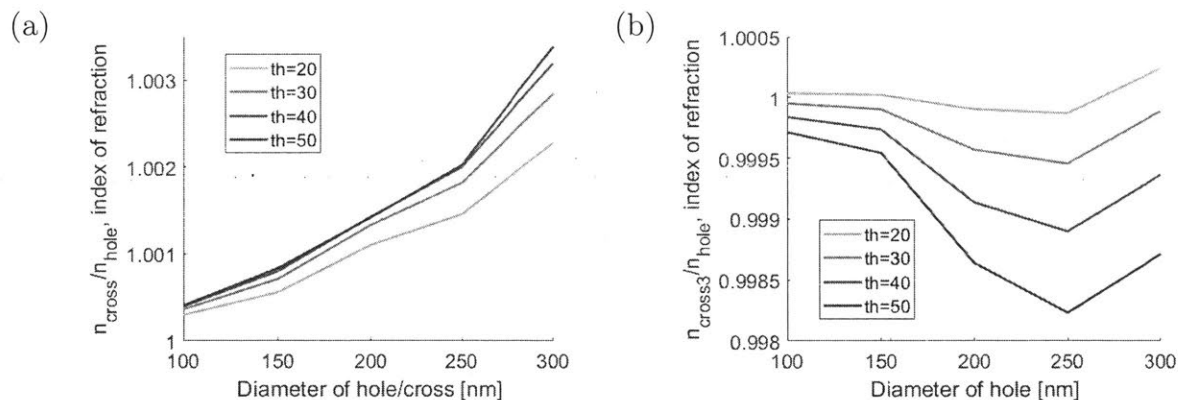 (a)
n_cross/n_hole, index of refraction
1.003
1.002
1.001
1
th=20
th=30
th=40
th=50
100 150 200 250 300
Diameter of hole/cross [nm]
(b)
n_cross3/n_hole, index of refraction
1.0005
1
0.9995
0.999
0.9985
0.998
th=20
th=30
th=40
th=50
100 150 200 250 300
Diameter of hole [nm]